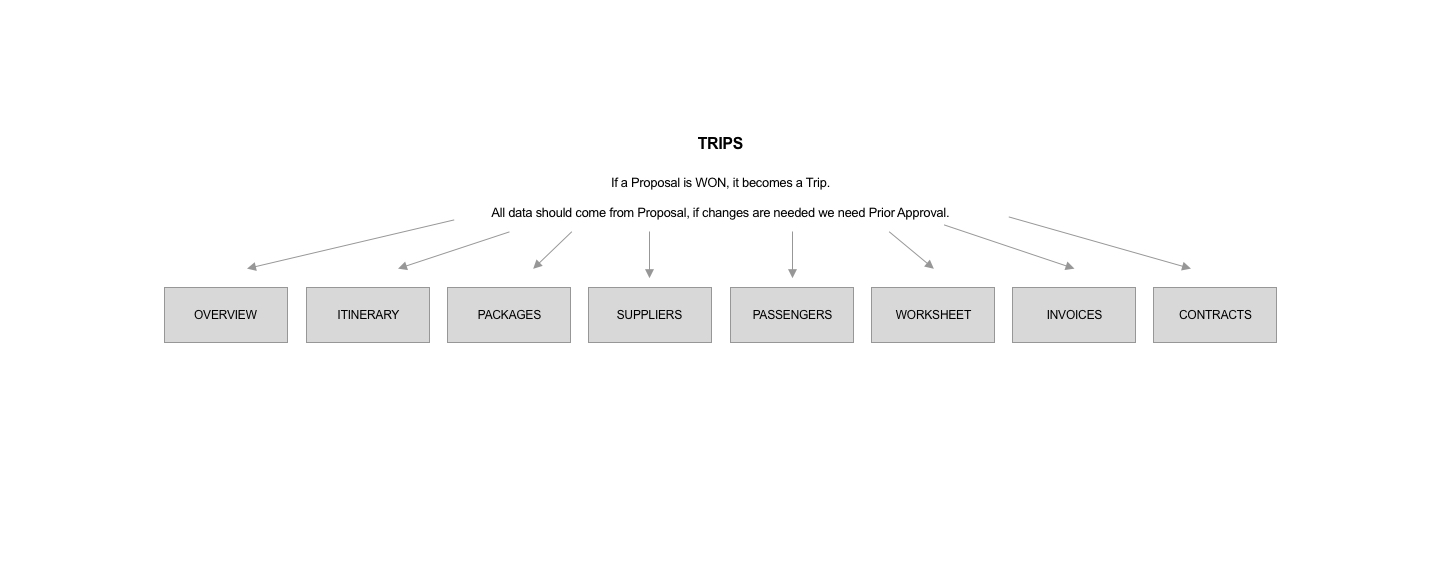 TRIPS
If a Proposal is WON, it becomes a Trip.
All data should come from Proposal, if changes are needed we need Prior Approval.
OVERVIEW
ITINERARY
PACKAGES
SUPPLIERS
PASSENGERS
WORKSHEET
INVOICES
CONTRACTS